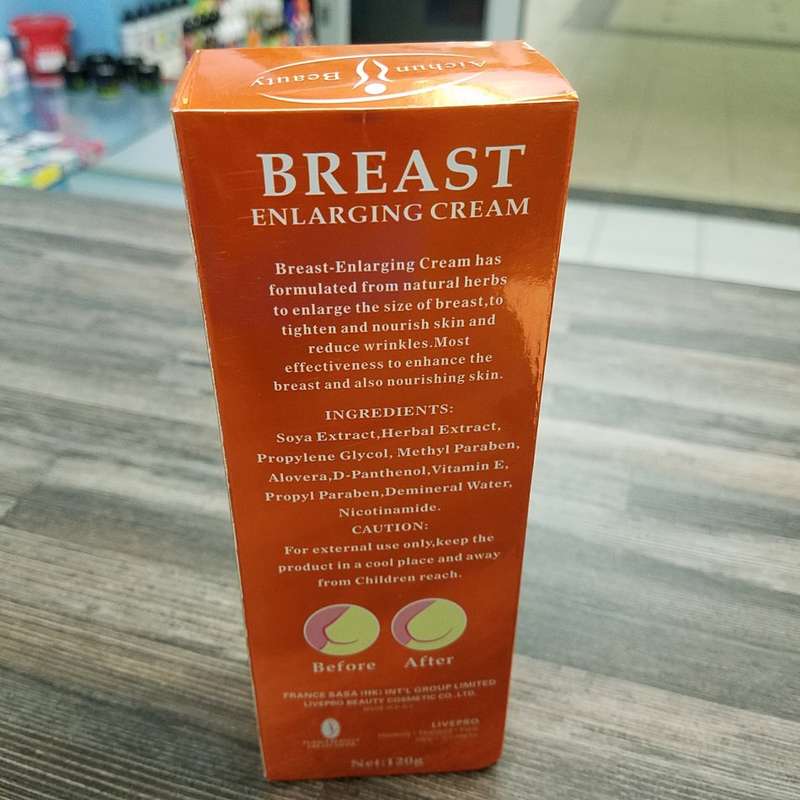 Aichun
Beauty
BREAST
ENLARGING CREAM
Breast-Enlarging Cream has
formulated from natural herbs
to enlarge the size of breast,to
tighten and nourish skin and
reduce wrinkles.Most
effectiveness to enhance the
breast and also nourishing skin.
INGREDIENTS:
Soya Extract,Herbal Extract,
Propylene Glycol, Methyl Paraben,
Alovera,D-Panthenol,Vitamin E,
Propyl Paraben,Demineral Water,
Nicotinamide.
CAUTION:
For external use only,keep the
product in a cool place and away
from Children reach.
Before After
FRANCE SABA (HK) INT'L GROUP LIMITED
LIVEPRO BEAUTY COSMETIC CO.,LTD.
LIVEPRO
Net:120g